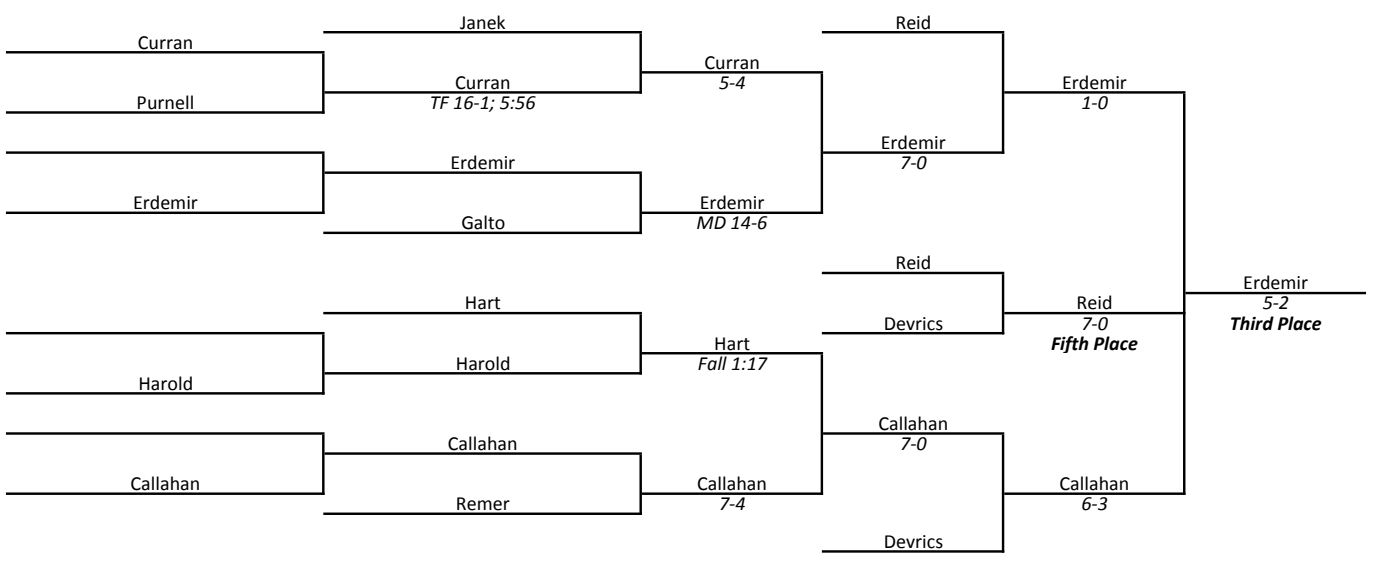 Janek
Reid
Curran
Curran
5-4
Curran
TF 16-1; 5:56
Erdemir
1-0
Purnell
Erdemir
7-0
Erdemir
Erdemir
Erdemir
MD 14-6
Galto
Reid
Erdemir
5-2
Third Place
Hart
Reid
7-0
Fifth Place
Devrics
Hart
Fall 1:17
Harold
Harold
Callahan
7-0
Callahan
Callahan
Callahan
7-4
Callahan
6-3
Remer
Devrics